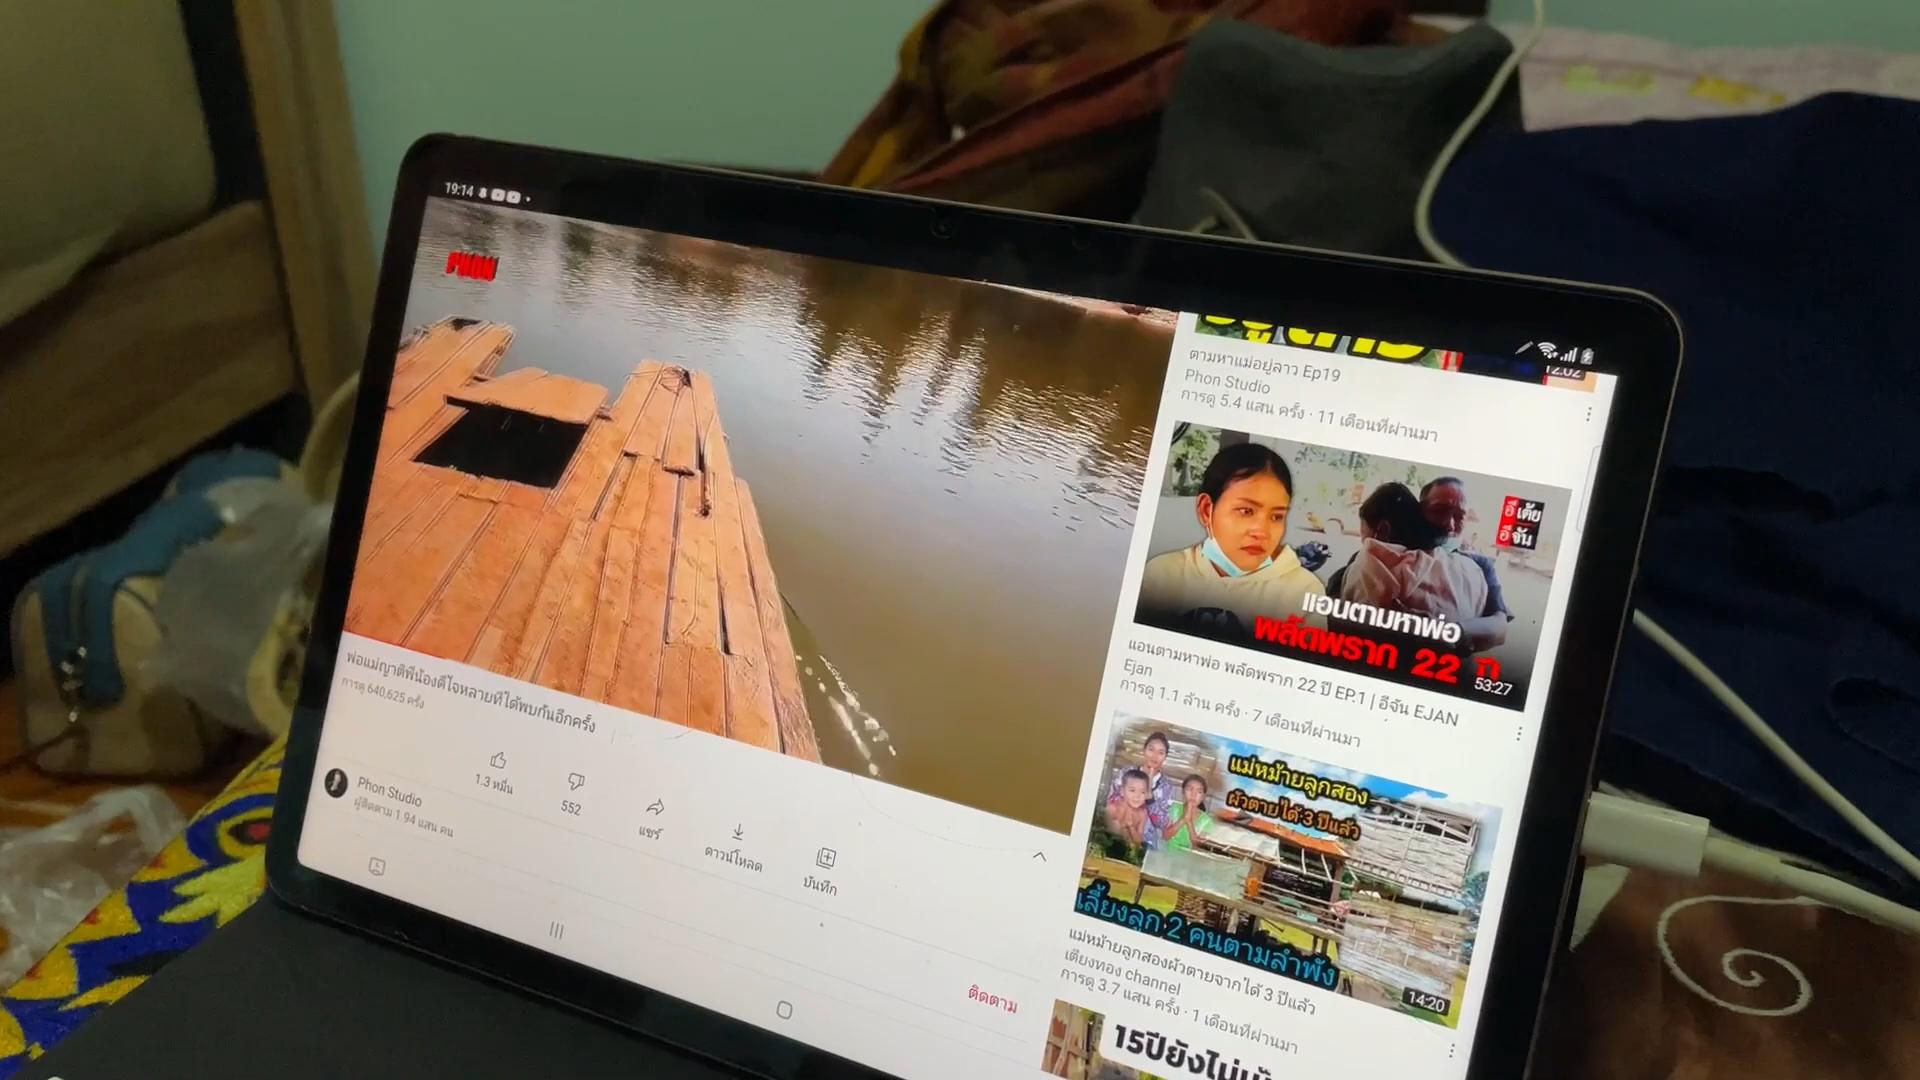 19:14
PHON
พ่อแม่ญาติพี่น้องดีใจหลายที่ได้พบกันอีกครั้ง
การดู 640,625 ครั้ง
1.3 หมื่น
552
แชร์
ดาวน์โหลด
บันทึก
Phon Studio
ผู้ติดตาม 1.94 แสน คน
ติดตาม
12:02
ตามหาแม่อยู่ลาว Ep19
Phon Studio
การดู 5.4 แสน ครั้ง · 11 เดือนที่ผ่านมา
อีเต้ย
อีจัน
แอนตามหาพ่อ
พลัดพราก 22 ปี
53:27
แอนตามหาพ่อ พลัดพราก 22 ปี EP.1 | อีจัน EJAN
Ejan
การดู 1.1 ล้าน ครั้ง · 7 เดือนที่ผ่านมา
แม่หม้ายลูกสอง
ผัวตายได้ 3 ปีแล้ว
เลี้ยงลูก 2 คนตามลำพัง
14:20
แม่หม้ายลูกสองผัวตายจากได้ 3 ปีแล้ว
เตียงทอง channel
การดู 3.7 แสน ครั้ง · 1 เดือนที่ผ่านมา